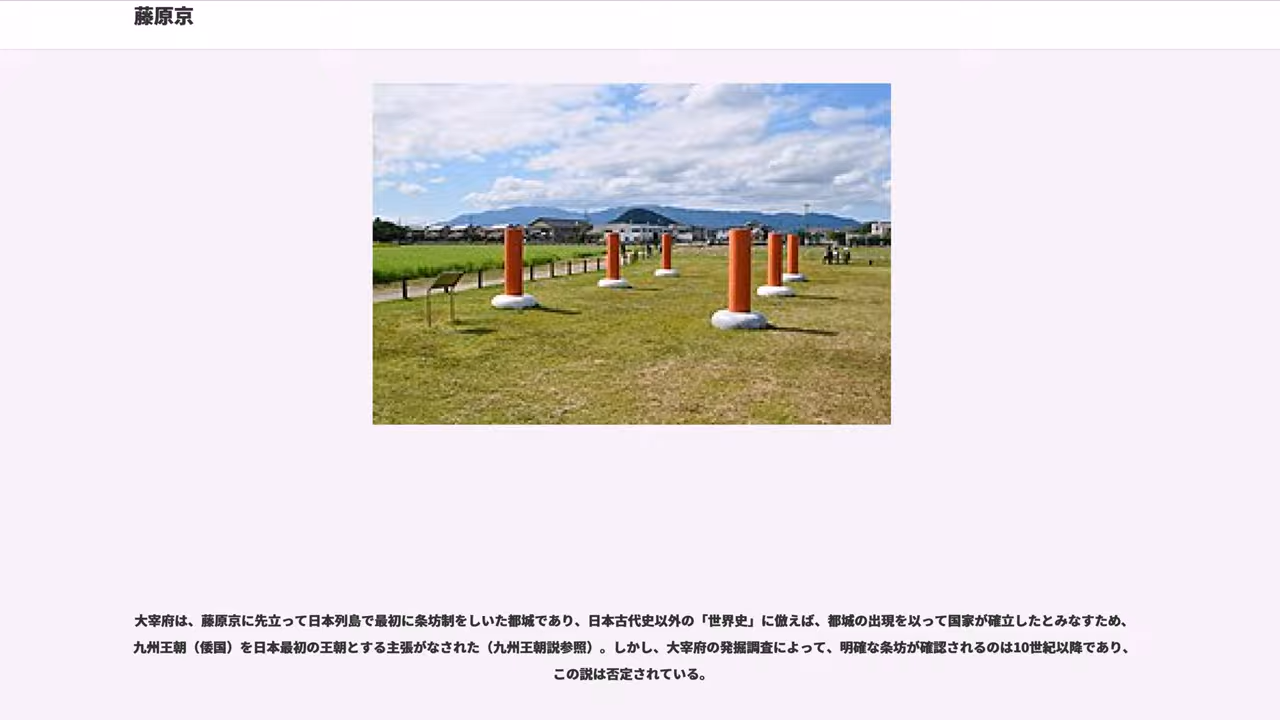 藤原京
大宰府は、藤原京に先立って日本列島で最初に条坊制をしいた都城であり、日本古代史以外の「世界史」に倣えば、都城の出現を以って国家が確立したとみなすため、
九州王朝（倭国）を日本最初の王朝とする主張がなされた（九州王朝説参照）。しかし、大宰府の発掘調査によって、明確な条坊が確認されるのは10世紀以降であり、
この説は否定されている。